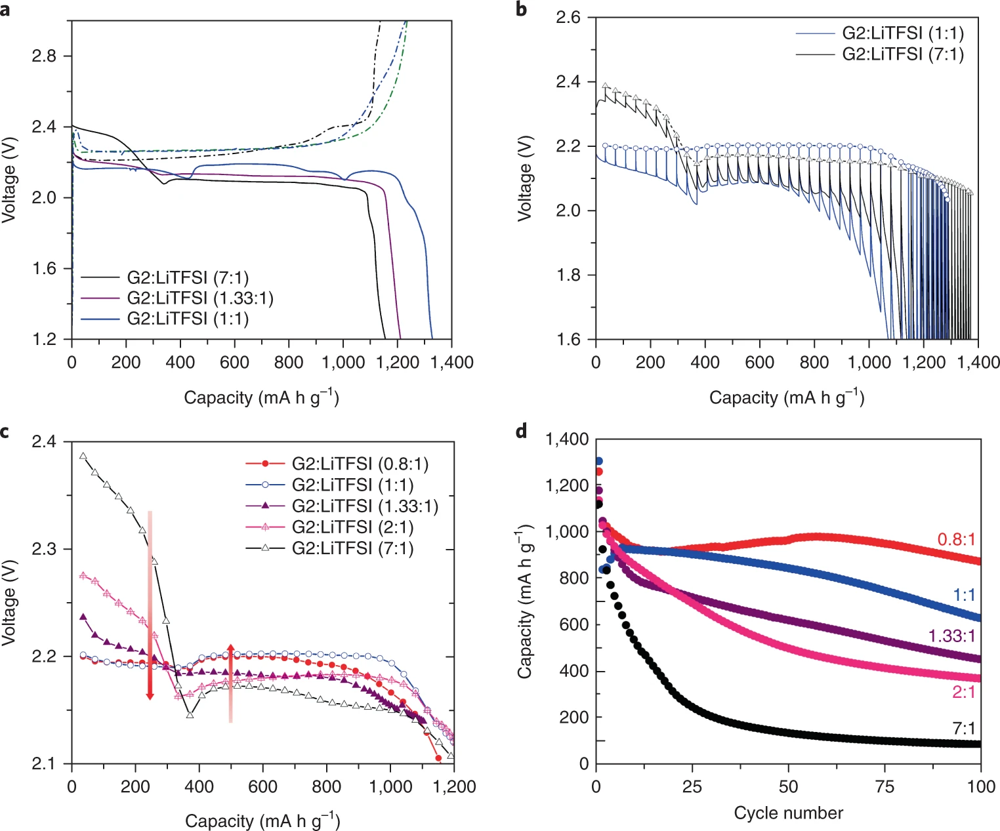 a
2.8
2.4
2.0
1.6
1.2
Voltage (V)
G2:LiTFSI (7:1)
G2:LiTFSI (1.33:1)
G2:LiTFSI (1:1)
0 200 400 600 800 1,000 1,200 1,400
Capacity (mA h g⁻¹)
b
2.6
2.4
2.2
2.0
1.8
1.6
Voltage (V)
G2:LiTFSI (1:1)
G2:LiTFSI (7:1)
0 200 400 600 800 1,000 1,200 1,400
Capacity (mA h g⁻¹)
c
2.4
2.3
2.2
2.1
Voltage (V)
G2:LiTFSI (0.8:1)
G2:LiTFSI (1:1)
G2:LiTFSI (1.33:1)
G2:LiTFSI (2:1)
G2:LiTFSI (7:1)
0 200 400 600 800 1,000 1,200
Capacity (mA h g⁻¹)
d
1,400
1,200
1,000
800
600
400
200
0
Capacity (mA h g⁻¹)
0.8:1
1:1
1.33:1
2:1
7:1
0 25 50 75 100
Cycle number